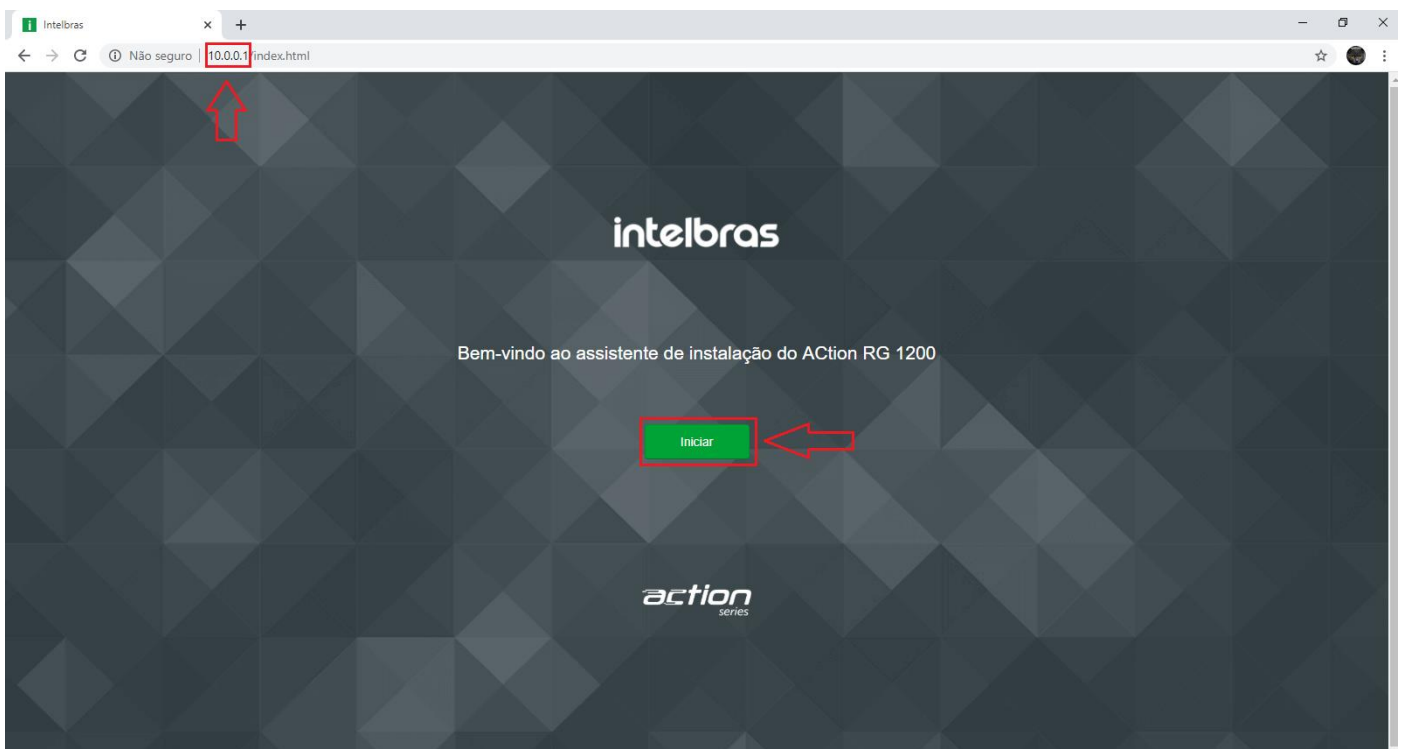 Intelbras
Não seguro | 10.0.0.1/index.html
intelbras
Bem-vindo ao assistente de instalação do ACtion RG 1200
Iniciar
action
series